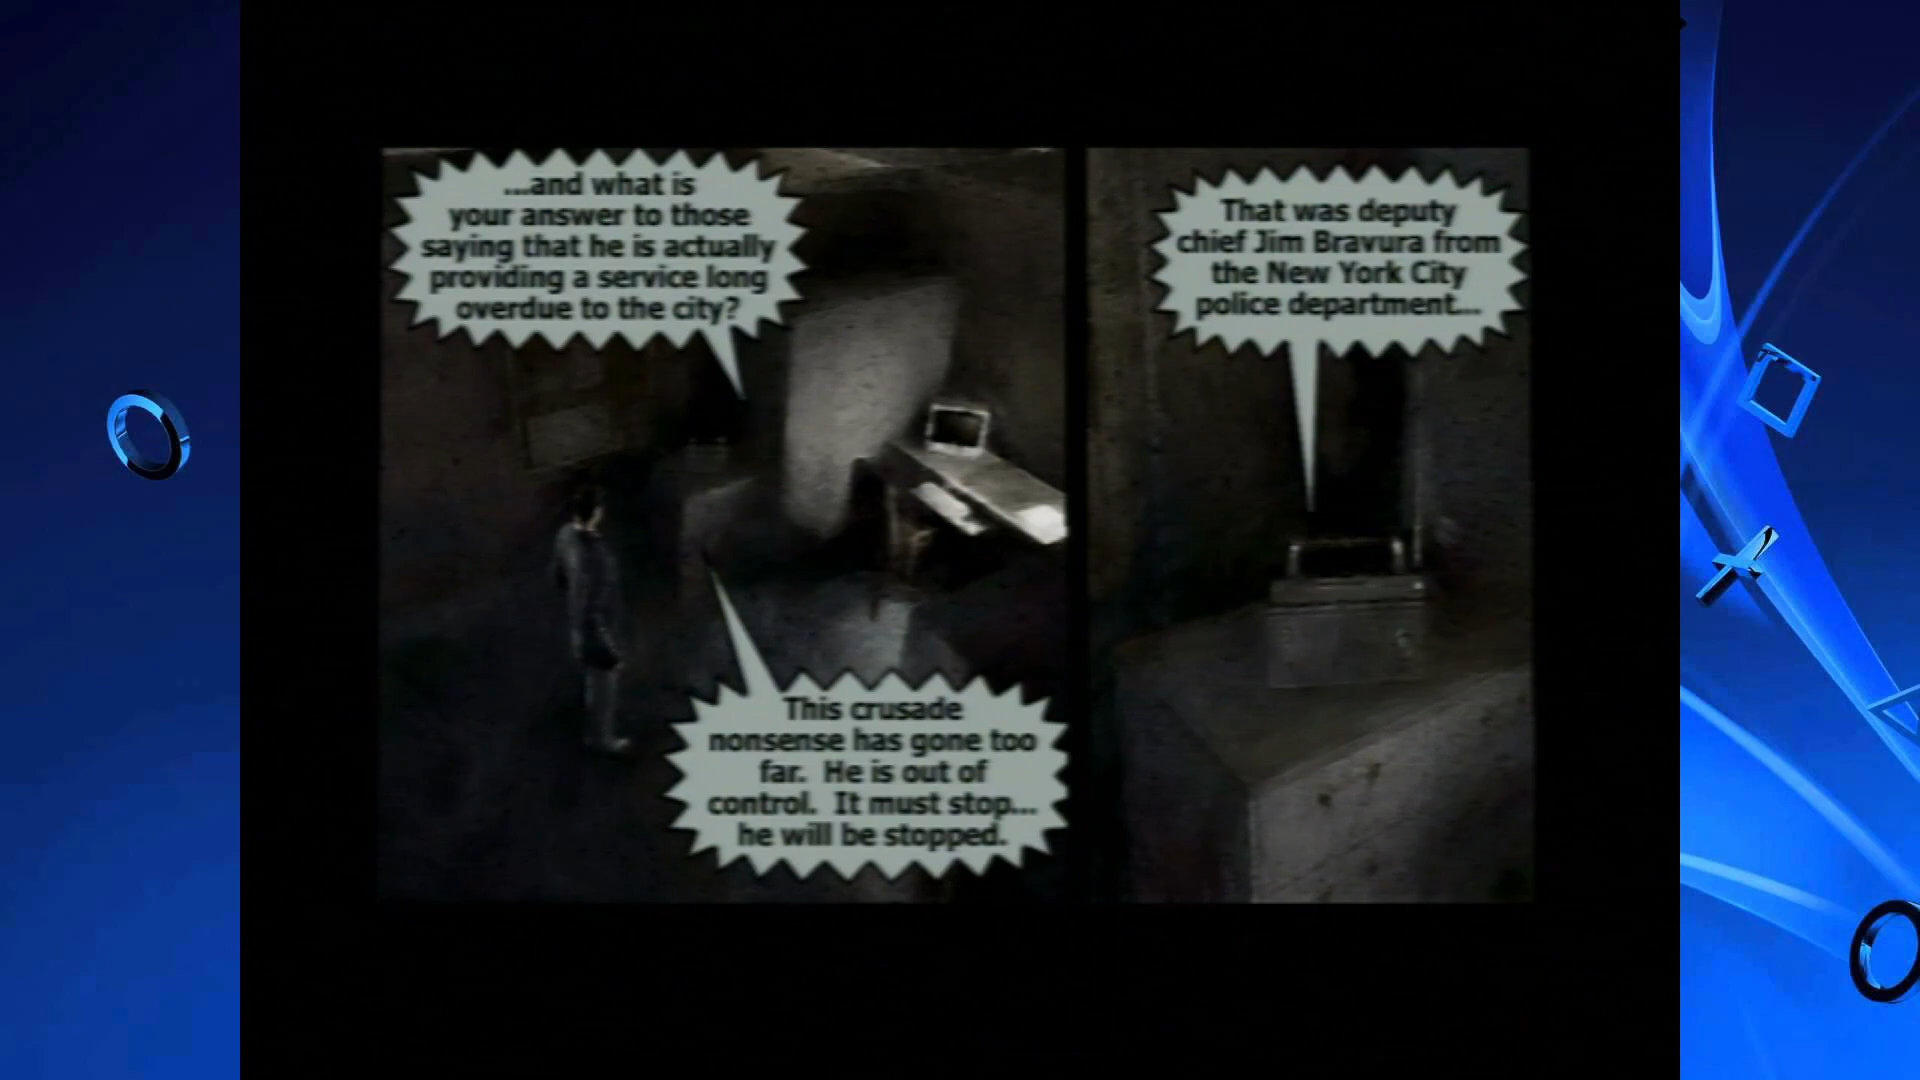 ...and what is
your answer to those
saying that he is actually
providing a service long
overdue to the city?
This crusade
nonsense has gone too
far. He is out of
control. It must stop...
he will be stopped.
That was deputy
chief Jim Bravura from
the New York City
police department...